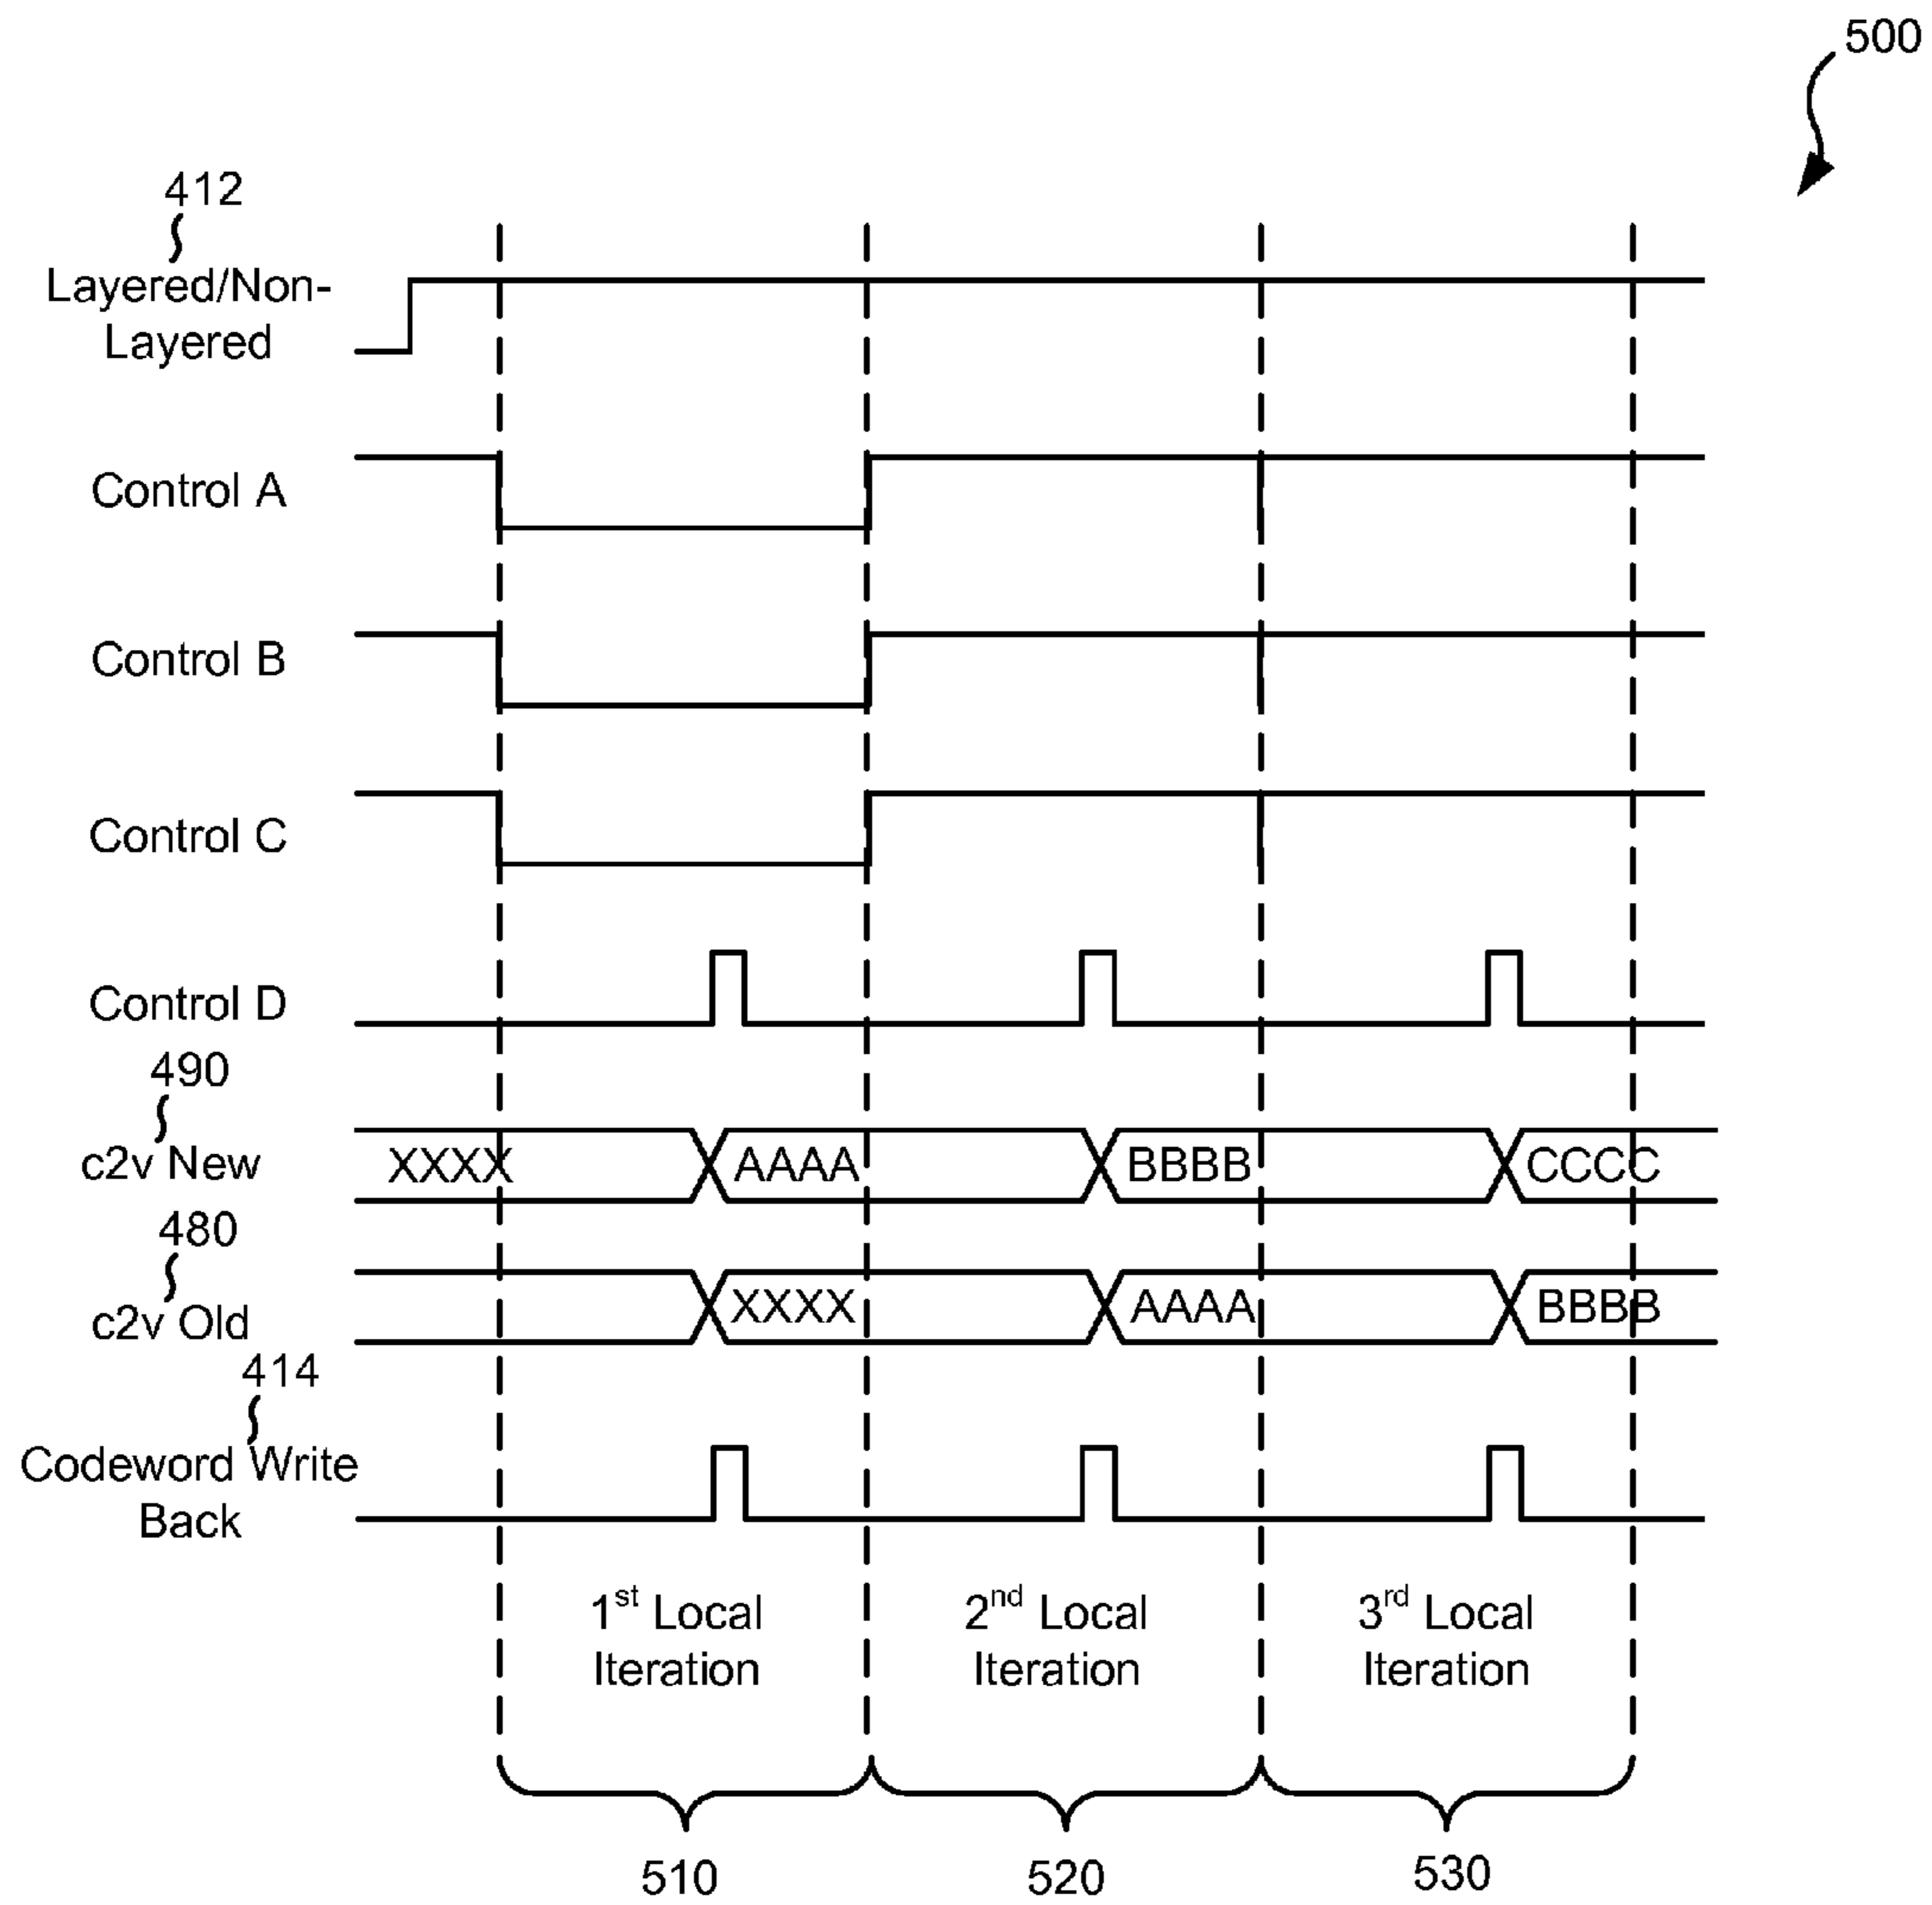 500
412
Layered/Non-
Layered
Control A
Control B
Control C
Control D
490
c2v New
XXXX AAAA BBBB CCCC
480
c2v Old
XXXX AAAA BBBB
414
Codeword Write
Back
1st Local
Iteration
2nd Local
Iteration
3rd Local
Iteration
510 520 530